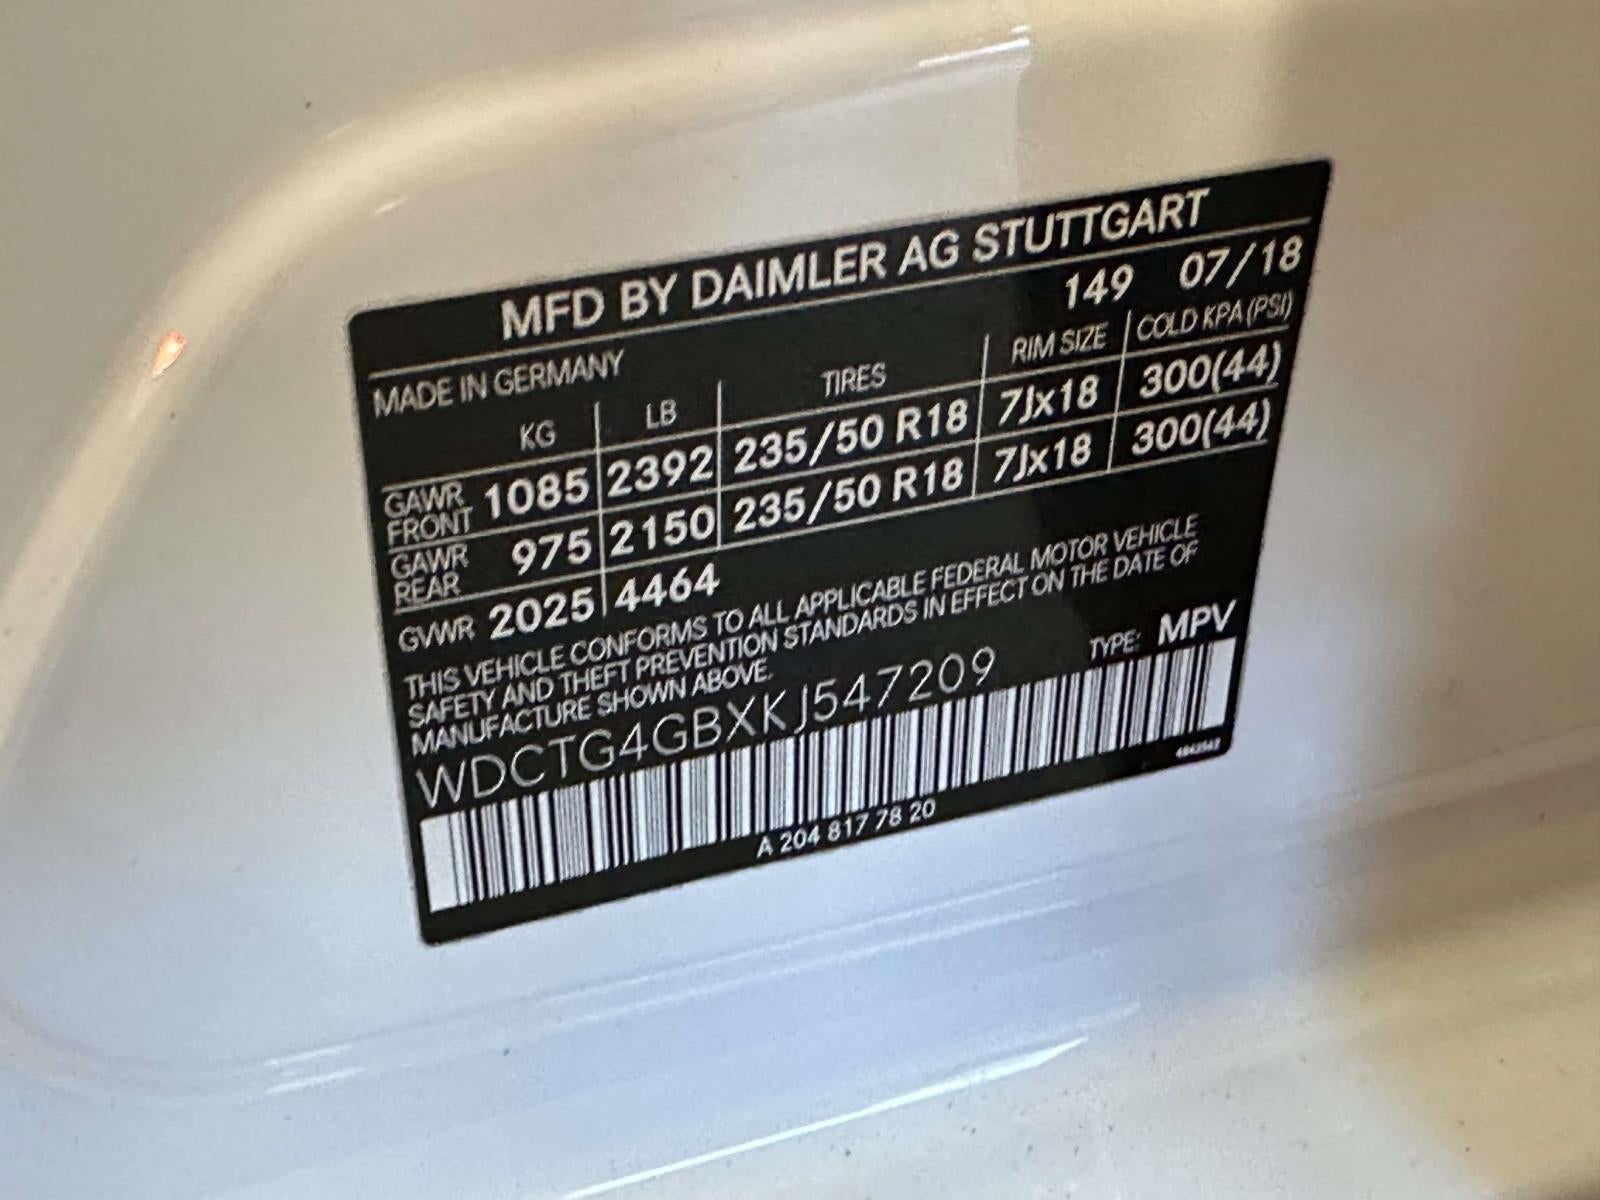 MFD BY DAIMLER AG STUTTGART
149 07/18
MADE IN GERMANY
KG LB TIRES RIM SIZE COLD KPA (PSI)
GAWR FRONT 1085 2392 235/50 R18 7Jx18 300(44)
GAWR REAR 975 2150 235/50 R18 7Jx18 300(44)
GVWR 2025 4464
THIS VEHICLE CONFORMS TO ALL APPLICABLE FEDERAL MOTOR VEHICLE
SAFETY AND THEFT PREVENTION STANDARDS IN EFFECT ON THE DATE OF
MANUFACTURE SHOWN ABOVE.
TYPE: MPV
WDCTG4GBXKJ547209
A 204 817 78 20